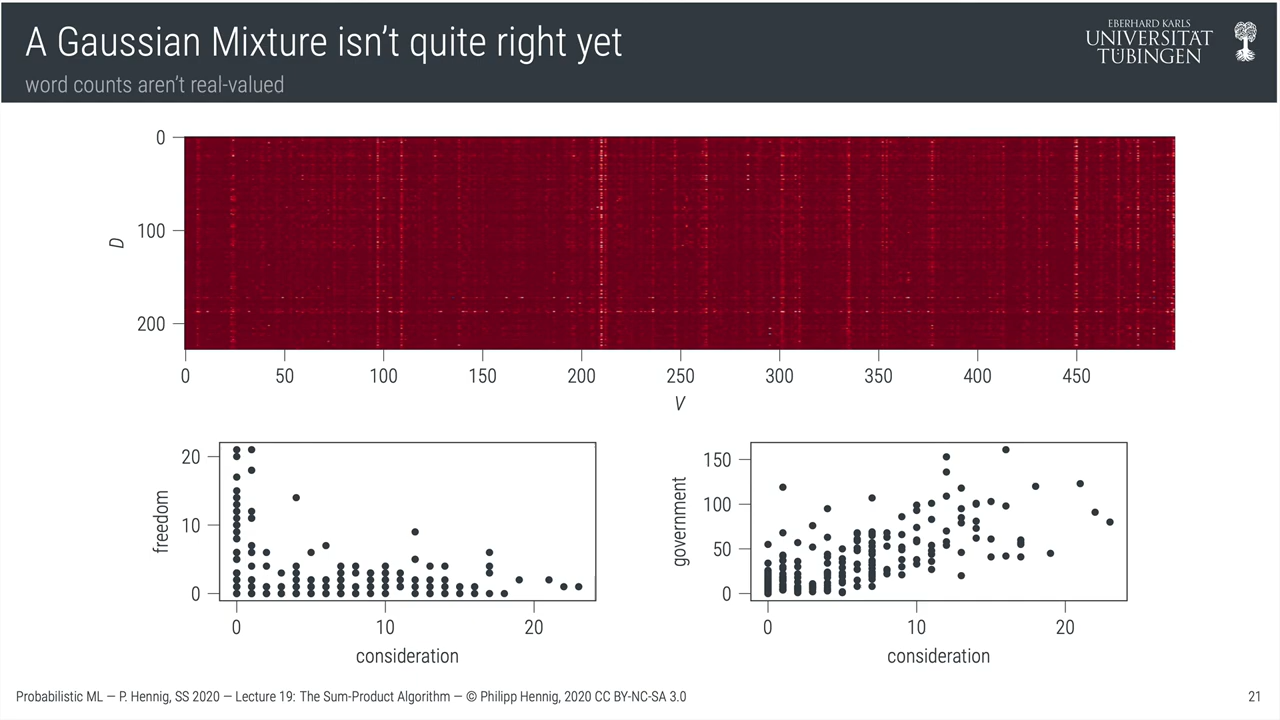 A Gaussian Mixture isn't quite right yet
word counts aren't real-valued
EBERHARD KARLS
UNIVERSITÄT
TÜBINGEN
0
100
200
D
0 50 100 150 200 250 300 350 400 450
V
20
10
0
freedom
0 10 20
consideration
150
100
50
0
government
0 10 20
consideration
Probabilistic ML — P. Hennig, SS 2020 — Lecture 19: The Sum-Product Algorithm — © Philipp Hennig, 2020 CC BY-NC-SA 3.0
21